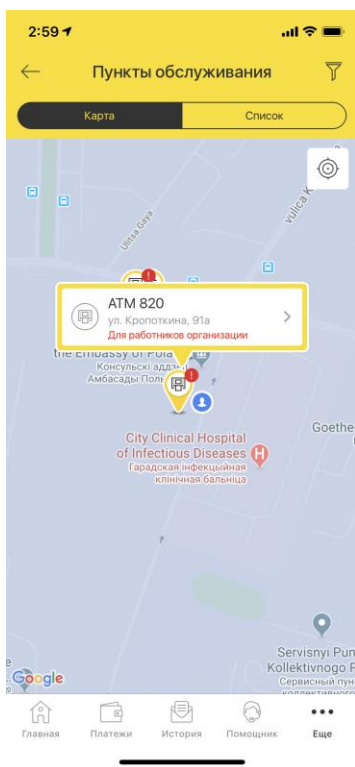 2:59
Пункты обслуживания
Карта
Список
Ulitsa Gaya
vulica K
ATM 820
ул. Кропоткина, 91а
Для работников организации
the Embassy of Pola
Консульскі аддзел
Амбасады Поль
City Clinical Hospital
of Infectious Diseases
Гарадская інфекцыйная
клінічная бальніца
Goethe
Servisnyi Pun
Kollektivnogo P
Сервисный пун
Google
Главная
Платежи
История
Помощник
Еще